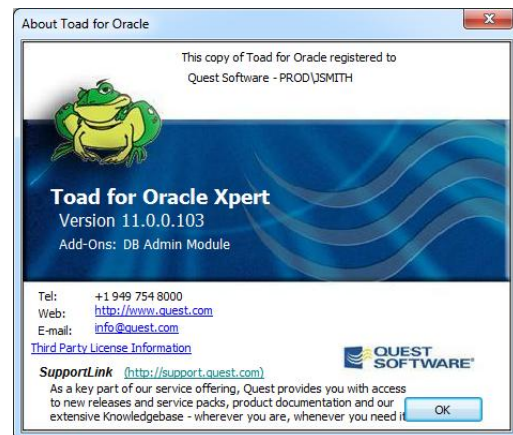 About Toad for Oracle
This copy of Toad for Oracle registered to
Quest Software - PROD\JSMITH
Toad for Oracle Xpert
Version 11.0.0.103
Add-Ons: DB Admin Module
Tel: +1 949 754 8000
Web: http://www.quest.com
E-mail: info@quest.com
Third Party License Information
QUEST
SOFTWARE®
SupportLink (http://support.quest.com)
As a key part of our service offering, Quest provides you with access
to new releases and service packs, product documentation and our
extensive Knowledgebase - wherever you are, whenever you need it
OK